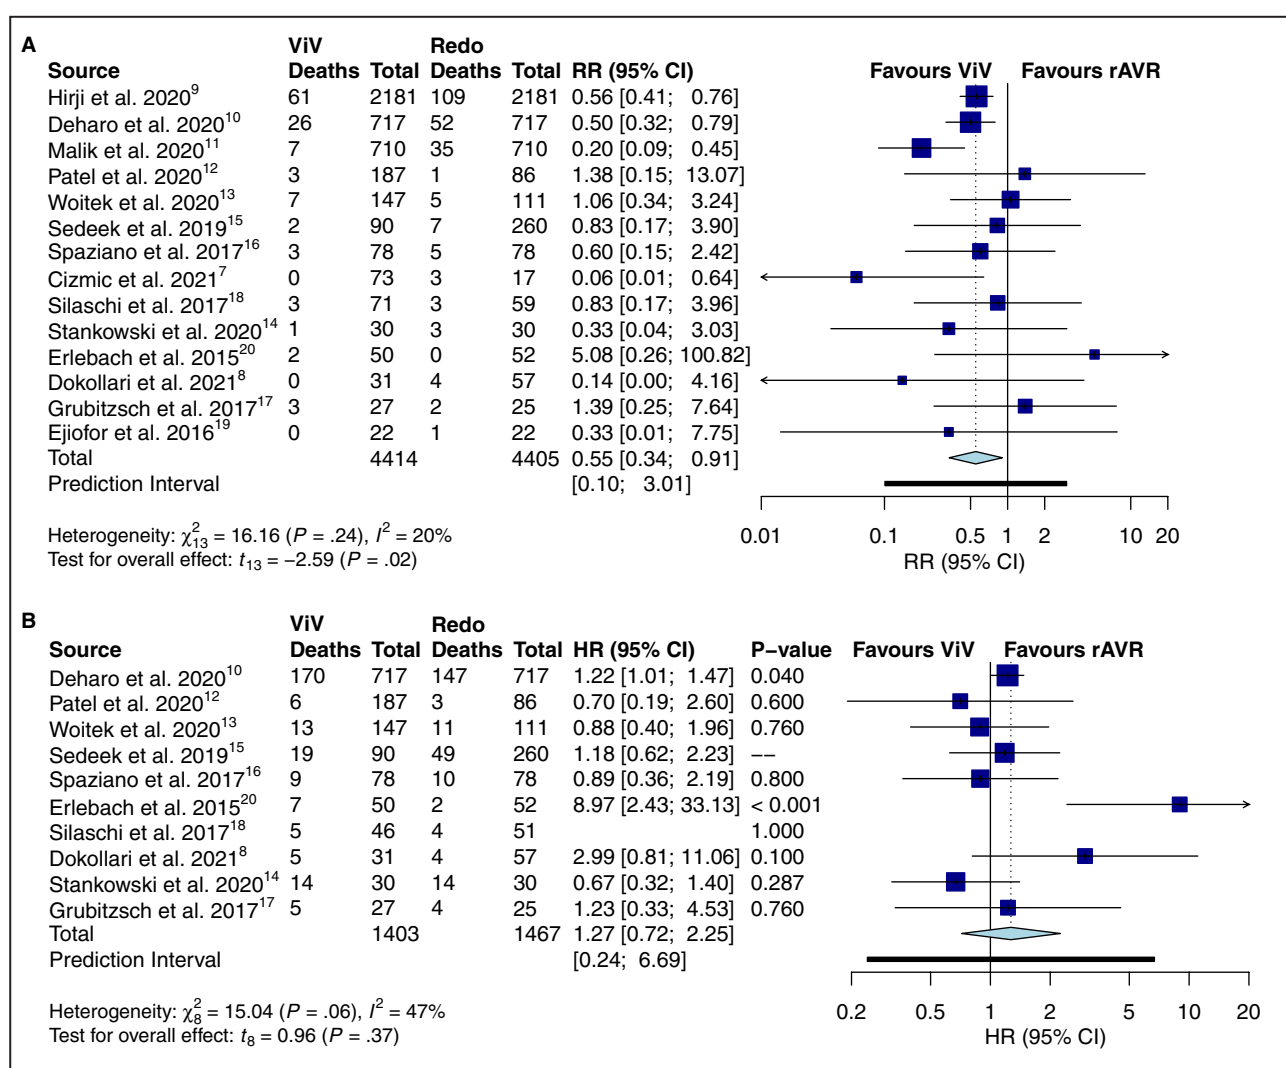 A
ViV Redo
Source Deaths Total Deaths Total RR (95% CI) Favours ViV Favours rAVR
Hirji et al. 2020⁹ 61 2181 109 2181 0.56 [0.41; 0.76]
Deharo et al. 2020¹⁰ 26 717 52 717 0.50 [0.32; 0.79]
Malik et al. 2020¹¹ 7 710 35 710 0.20 [0.09; 0.45]
Patel et al. 2020¹² 3 187 1 86 1.38 [0.15; 13.07]
Woitek et al. 2020¹³ 7 147 5 111 1.06 [0.34; 3.24]
Sedeek et al. 2019¹⁵ 2 90 7 260 0.83 [0.17; 3.90]
Spaziano et al. 2017¹⁶ 3 78 5 78 0.60 [0.15; 2.42]
Cizmic et al. 2021⁷ 0 73 3 17 0.06 [0.01; 0.64]
Silaschi et al. 2017¹⁸ 3 71 3 59 0.83 [0.17; 3.96]
Stankowski et al. 2020¹⁴ 1 30 3 30 0.33 [0.04; 3.03]
Erlebach et al. 2015²⁰ 2 50 0 52 5.08 [0.26; 100.82]
Dokollari et al. 2021⁸ 0 31 4 57 0.14 [0.00; 4.16]
Grubitzsch et al. 2017¹⁷ 3 27 2 25 1.39 [0.25; 7.64]
Ejiofor et al. 2016¹⁹ 0 22 1 22 0.33 [0.01; 7.75]
Total 4414 4405 0.55 [0.34; 0.91]
Prediction Interval [0.10; 3.01]
Heterogeneity: χ²₁₃ = 16.16 (P = .24), I² = 20%
Test for overall effect: t₁₃ = −2.59 (P = .02)
0.01 0.1 0.5 1 2 10 20
RR (95% CI)
B
ViV Redo
Source Deaths Total Deaths Total HR (95% CI) P−value Favours ViV Favours rAVR
Deharo et al. 2020¹⁰ 170 717 147 717 1.22 [1.01; 1.47] 0.040
Patel et al. 2020¹² 6 187 3 86 0.70 [0.19; 2.60] 0.600
Woitek et al. 2020¹³ 13 147 11 111 0.88 [0.40; 1.96] 0.760
Sedeek et al. 2019¹⁵ 19 90 49 260 1.18 [0.62; 2.23] −−
Spaziano et al. 2017¹⁶ 9 78 10 78 0.89 [0.36; 2.19] 0.800
Erlebach et al. 2015²⁰ 7 50 2 52 8.97 [2.43; 33.13] < 0.001
Silaschi et al. 2017¹⁸ 5 46 4 51 1.000
Dokollari et al. 2021⁸ 5 31 4 57 2.99 [0.81; 11.06] 0.100
Stankowski et al. 2020¹⁴ 14 30 14 30 0.67 [0.32; 1.40] 0.287
Grubitzsch et al. 2017¹⁷ 5 27 4 25 1.23 [0.33; 4.53] 0.760
Total 1403 1467 1.27 [0.72; 2.25]
Prediction Interval [0.24; 6.69]
Heterogeneity: χ²₈ = 15.04 (P = .06), I² = 47%
Test for overall effect: t₈ = 0.96 (P = .37)
0.2 0.5 1 2 5 10 20
HR (95% CI)